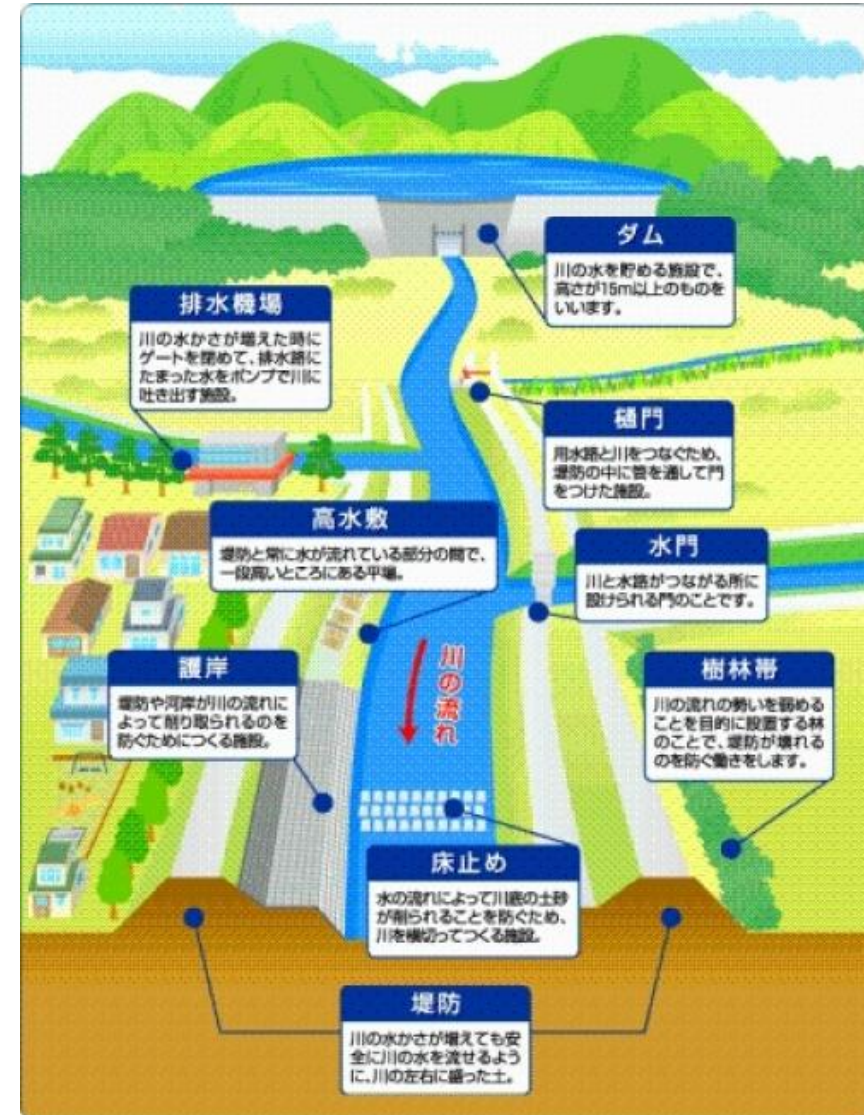 ダム
川の水を貯める施設で、
高さが15m以上のものを
いいます。
排水機場
川の水かさが増えた時に
ゲートを閉めて、排水路に
たまった水をポンプで川に
吐き出す施設。
樋門
用水路と川をつなぐため、
堤防の中に管を通して門
をつけた施設。
高水敷
堤防と常に水が流れている部分の間で、
一段高いところにある平場。
水門
川と水路がつながる所に
設けられる門のことです。
川の流れ
護岸
堤防や河岸が川の流れに
よって削り取られるのを
防ぐためにつくる施設。
樹林帯
川の流れの勢いを弱める
ことを目的に設置する林
のことで、堤防が壊れる
のを防ぐ働きをします。
床止め
水の流れによって川底の土砂
が削られることを防ぐため、
川を横切ってつくる施設。
堤防
川の水かさが増えても安
全に川の水を流せるよう
に、川の左右に盛った土。